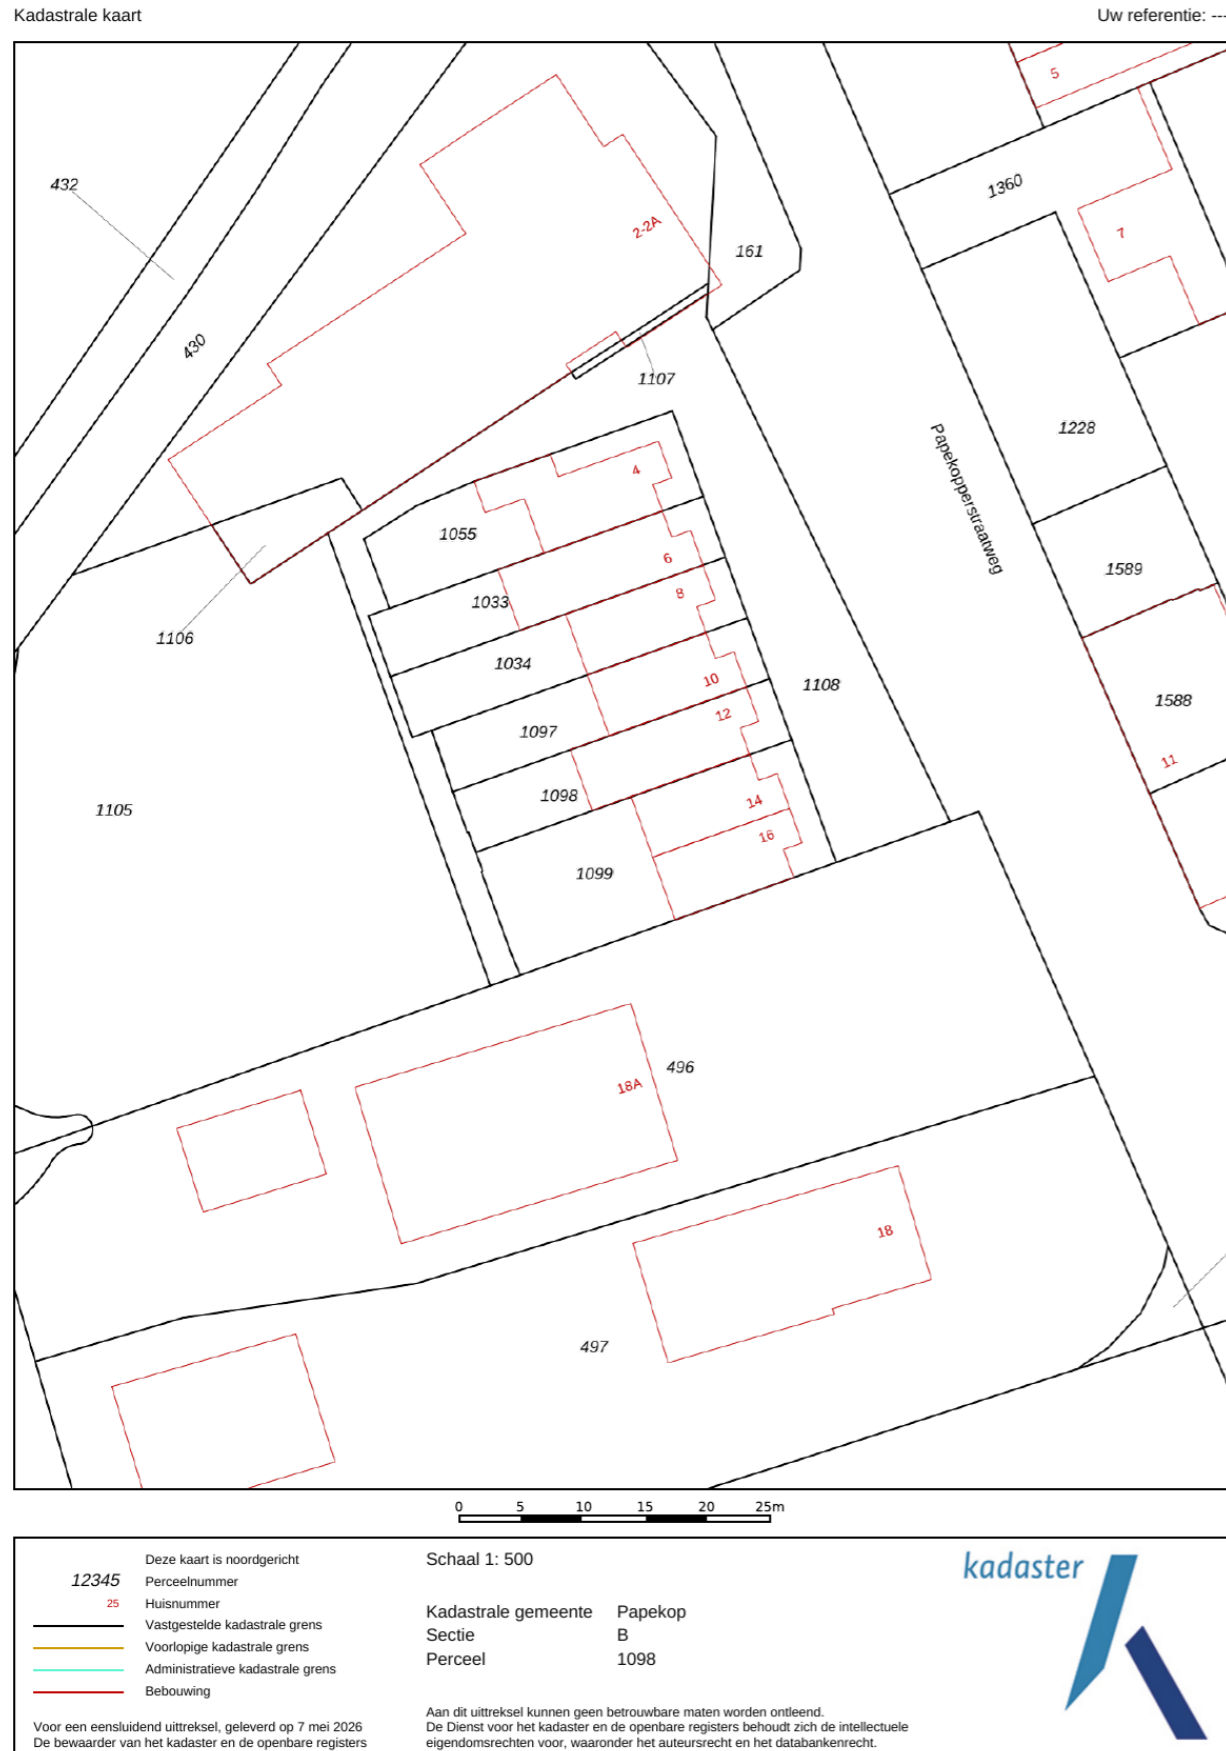 Kadastrale kaart
Uw referentie: ---
5
432
1360
2-2A
7
161
430
1107
1228
Papekopperstraatweg
4
1055
6
1589
8
1033
1106
1034
10
1108
12
1588
1097
11
1098
14
1105
16
1099
496
18A
18
497
0 5 10 15 20 25m
Deze kaart is noordgericht
12345 Perceelnummer
25 Huisnummer
Vastgestelde kadastrale grens
Voorlopige kadastrale grens
Administratieve kadastrale grens
Bebouwing
Voor een eensluidend uittreksel, geleverd op 7 mei 2026
De bewaarder van het kadaster en de openbare registers
Schaal 1: 500
Kadastrale gemeente Papekop
Sectie B
Perceel 1098
Aan dit uittreksel kunnen geen betrouwbare maten worden ontleend.
De Dienst voor het kadaster en de openbare registers behoudt zich de intellectuele
eigendomsrechten voor, waaronder het auteursrecht en het databankenrecht.
kadaster